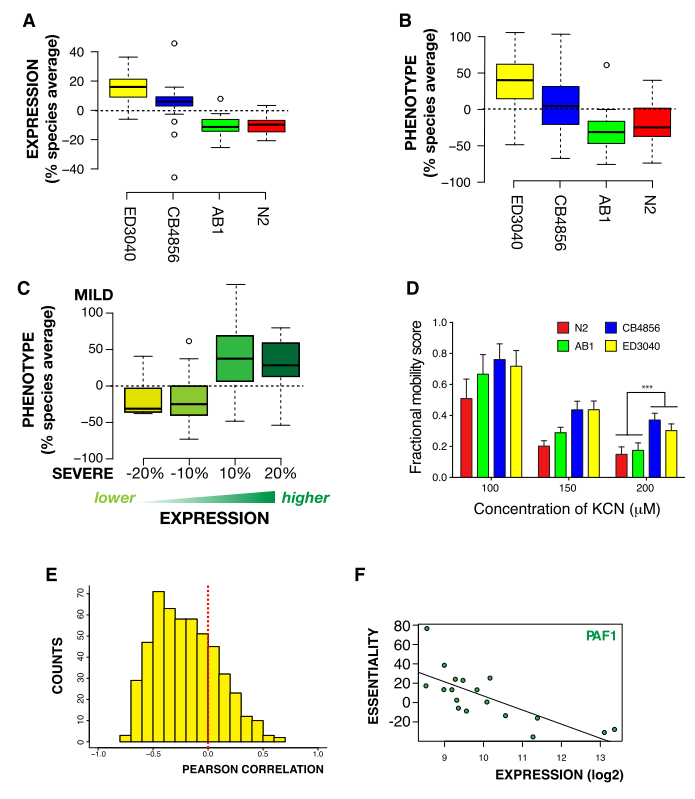 A
EXPRESSION
(% species average)
40
20
0
−20
−40
ED3040
CB4856
AB1
N2
B
PHENOTYPE
(% species average)
100
50
0
−50
−100
ED3040
CB4856
AB1
N2
C
MILD
PHENOTYPE
(% species average)
100
50
0
−50
−100
SEVERE
-20% -10% 10% 20%
lower higher
EXPRESSION
D
Fractional mobility score
1.0
0.8
0.6
0.4
0.2
0.0
N2 CB4856
AB1 ED3040
***
100 150 200
Concentration of KCN (µM)
E
COUNTS
70
60
50
40
30
20
10
0
−1.0 −0.5 0.0 0.5 1.0
PEARSON CORRELATION
F
ESSENTIALITY
80
60
40
20
0
-20
PAF1
9 10 11 12 13
EXPRESSION (log2)